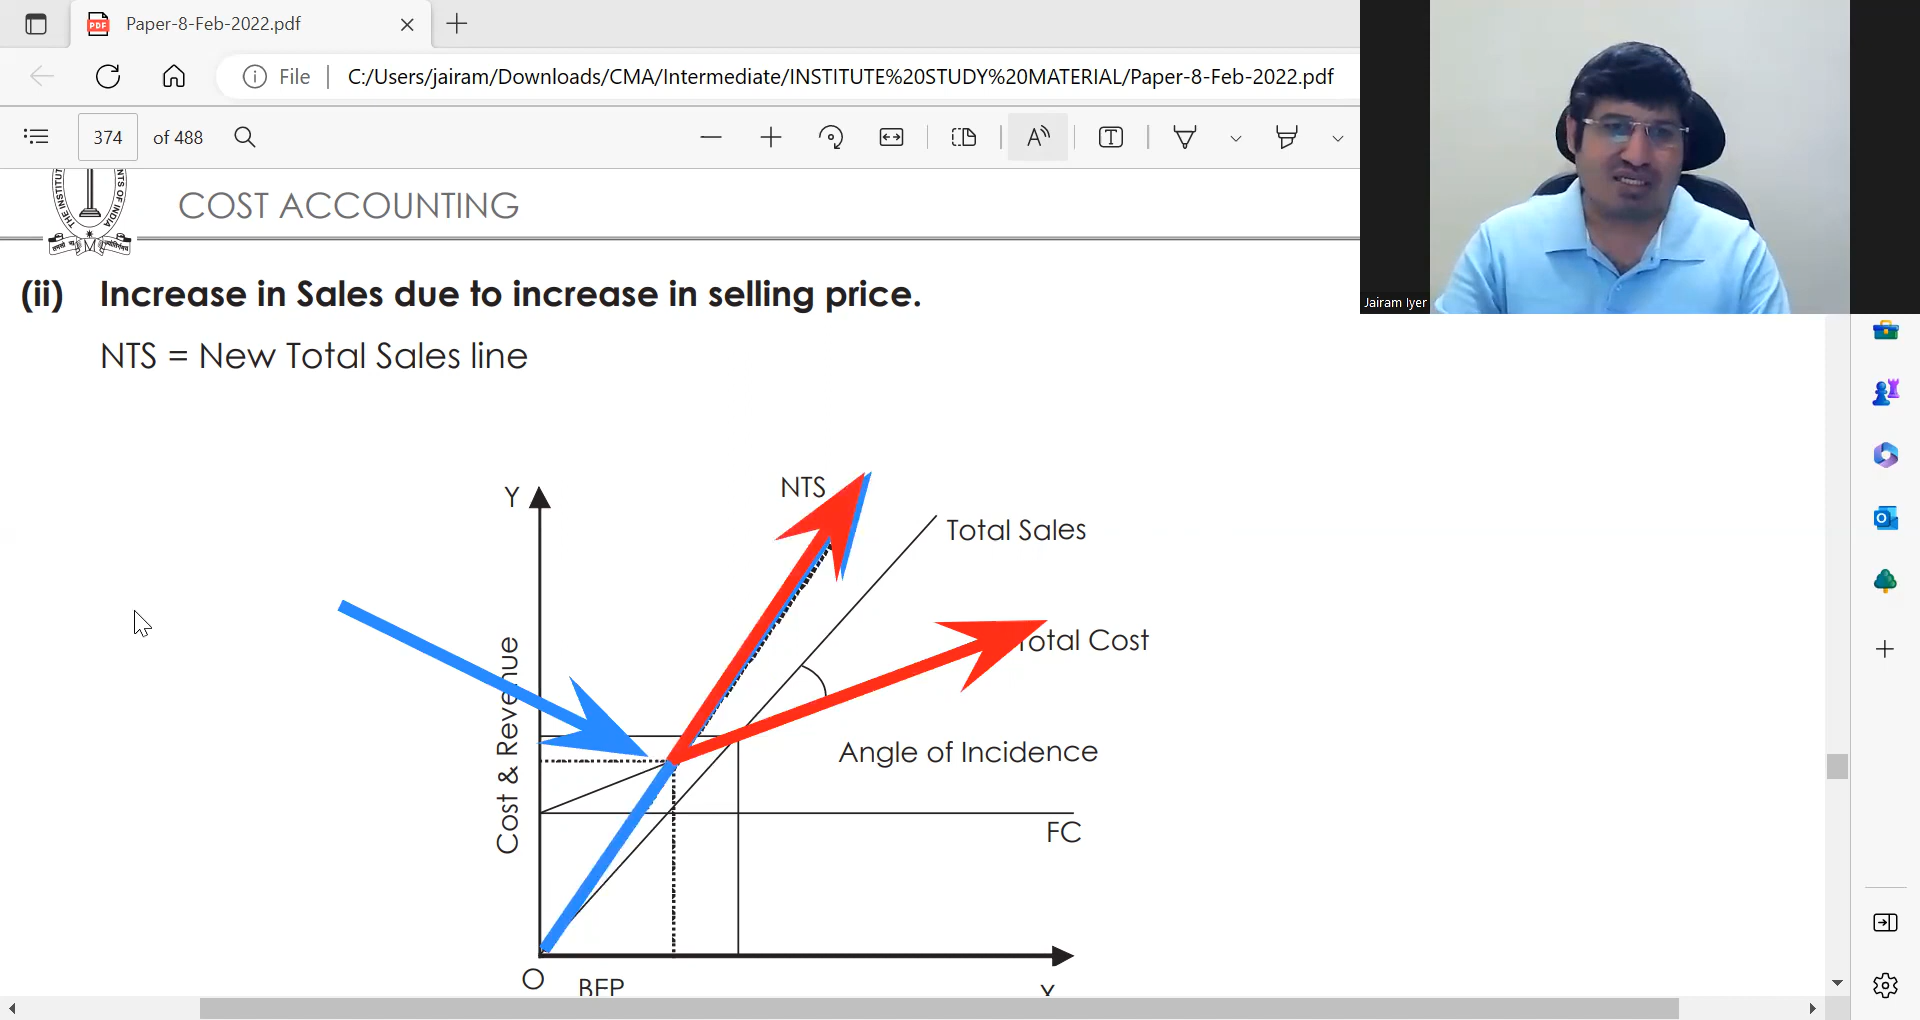 Paper-8-Feb-2022.pdf
File
C:/Users/jairam/Downloads/CMA/Intermediate/INSTITUTE%20STUDY%20MATERIAL/Paper-8-Feb-2022.pdf
374 of 488
COST ACCOUNTING
Jairam Iyer
(ii) Increase in Sales due to increase in selling price.
NTS = New Total Sales line
Y
NTS
Total Sales
otal Cost
Cost & Revenue
Angle of Incidence
FC
O
BEP
X